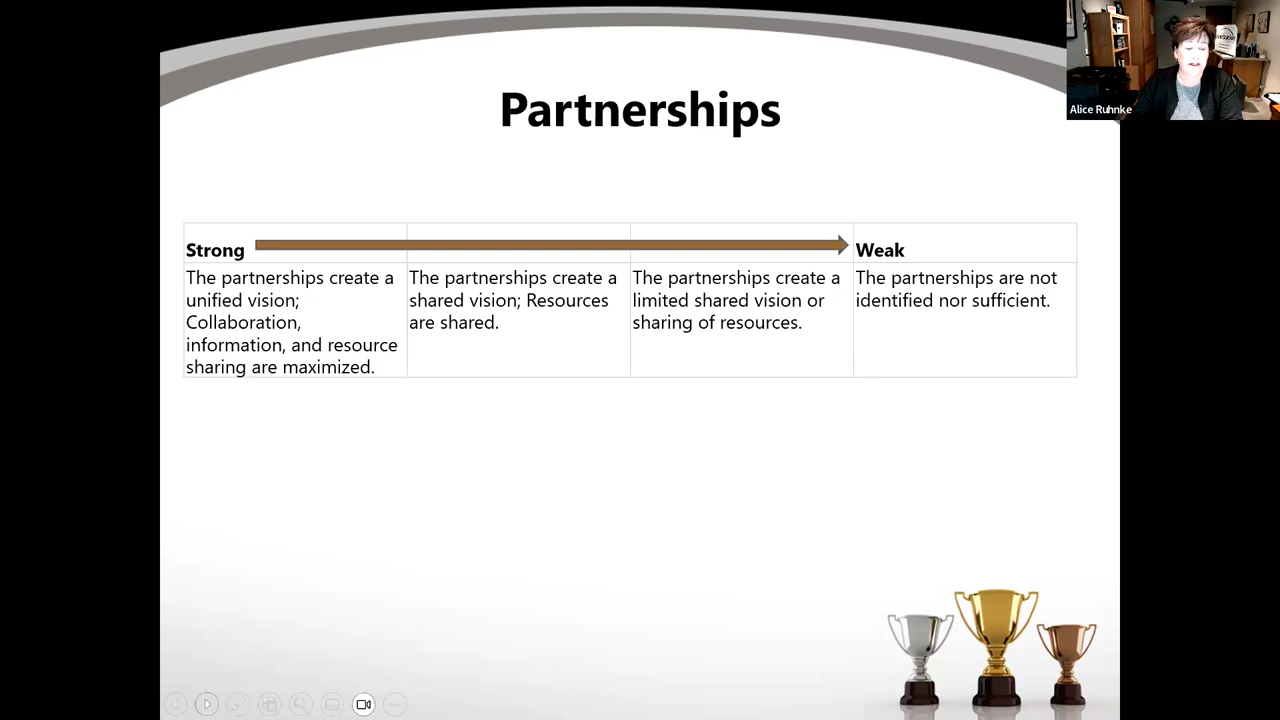 Partnerships
Alice Ruhnke
Strong
Weak
The partnerships create a
unified vision;
Collaboration,
information, and resource
sharing are maximized.
The partnerships create a
shared vision; Resources
are shared.
The partnerships create a
limited shared vision or
sharing of resources.
The partnerships are not
identified nor sufficient.